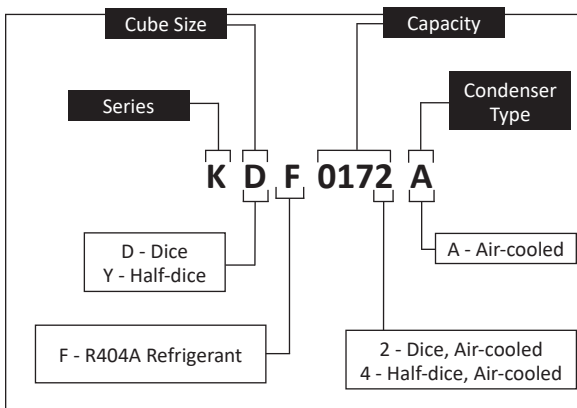 Cube Size
Capacity
Series
Condenser
Type
K D F 0172 A
D - Dice
Y - Half-dice
A - Air-cooled
F - R404A Refrigerant
2 - Dice, Air-cooled
4 - Half-dice, Air-cooled